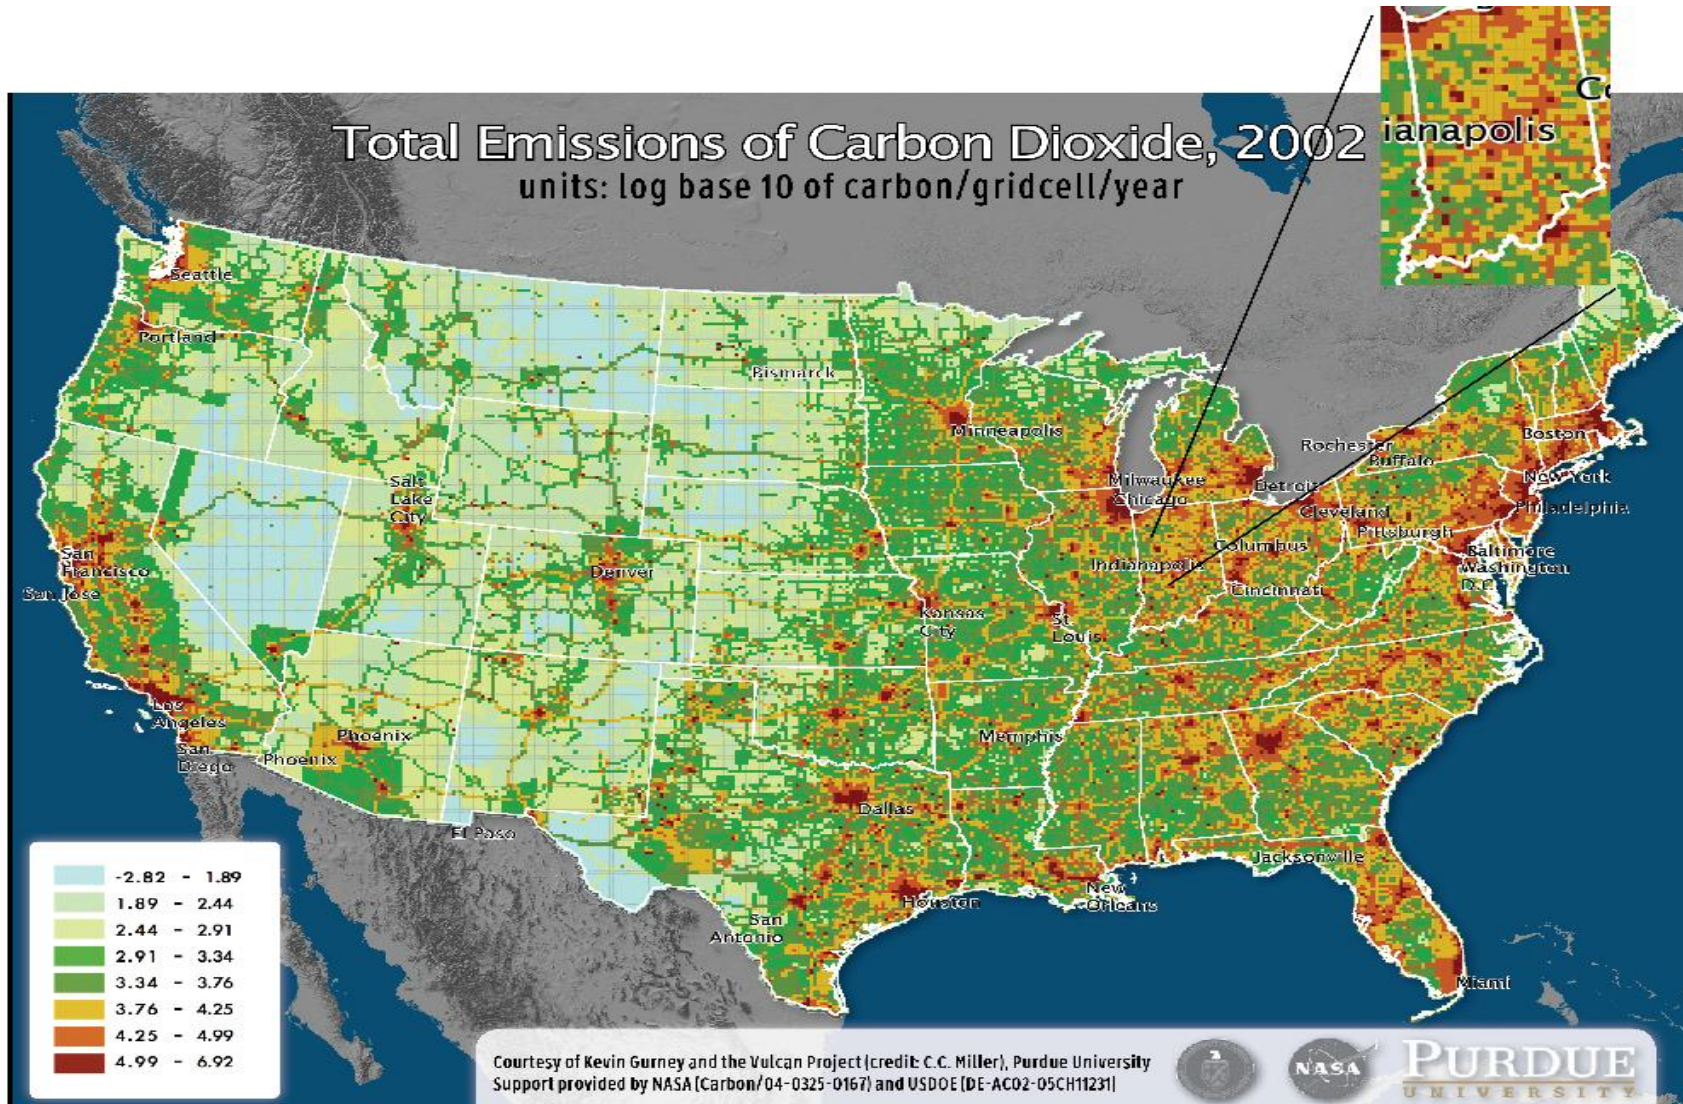 Co
ianapolis
Total Emissions of Carbon Dioxide, 2002
units: log base 10 of carbon/gridcell/year
Seattle
Portland
Bismarck
Minneapolis
Rochester
Boston
Buffalo
Milwaukee
Detroit
New York
Salt
Lake
City
Chicago
Cleveland
Philadelphia
Pittsburgh
San
Francisco
Columbus
Baltimore
Denver
Indianapolis
Washington
D.C.
San Jose
Cincinnati
Kansas
City
St.
Louis
Los
Angeles
Phoenix
Memphis
San
Diego
Phoenix
Dallas
El Paso
Jacksonville
New
Orleans
Houston
San
Antonio
Miami
-2.82 - 1.89
1.89 - 2.44
2.44 - 2.91
2.91 - 3.34
3.34 - 3.76
3.76 - 4.25
4.25 - 4.99
4.99 - 6.92
Courtesy of Kevin Gurney and the Vulcan Project (credit: C.C. Miller), Purdue University
Support provided by NASA (Carbon/04-0325-0167) and USDOE (DE-AC02-05CH11231)
NASA
PURDUE
UNIVERSITY